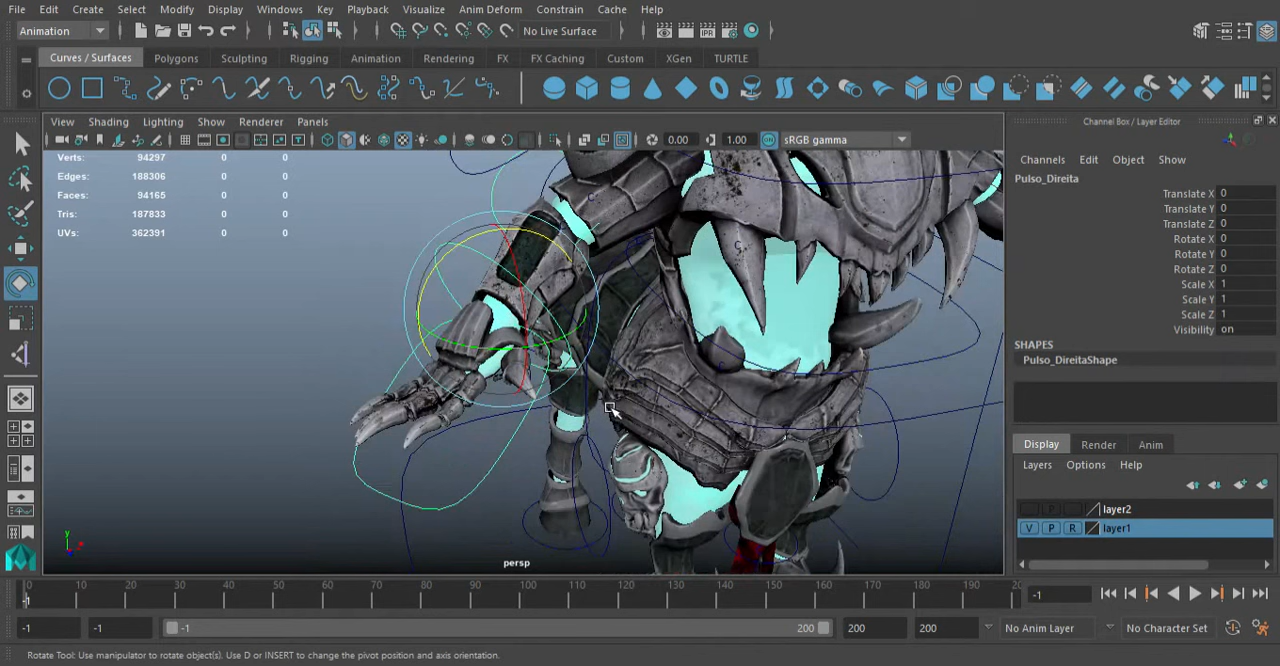 File Edit Create Select Modify Display Windows Key Playback Visualize Anim Deform Constrain Cache Help
Animation No Live Surface
Curves / Surfaces Polygons Sculpting Rigging Animation Rendering FX FX Caching Custom XGen TURTLE
View Shading Lighting Show Renderer Panels
0.00 1.00 sRGB gamma
Verts: 94297 0 0
Edges: 188306 0 0
Faces: 94165 0 0
Tris: 187833 0 0
UVs: 362391 0 0
y
persp
Channel Box / Layer Editor
Channels Edit Object Show
Pulso_Direita
Translate X 0
Translate Y 0
Translate Z 0
Rotate X 0
Rotate Y 0
Rotate Z 0
Scale X 1
Scale Y 1
Scale Z 1
Visibility on
SHAPES
Pulso_DireitaShape
Display Render Anim
Layers Options Help
P layer2
V P R layer1
0 10 20 30 40 50 60 70 80 90 100 110 120 130 140 150 160 170 180 190 20
-1 -1
-1 -1 -1 200 200 200 No Anim Layer No Character Set
Rotate Tool: Use manipulator to rotate object(s). Use D or INSERT to change the pivot position and axis orientation.